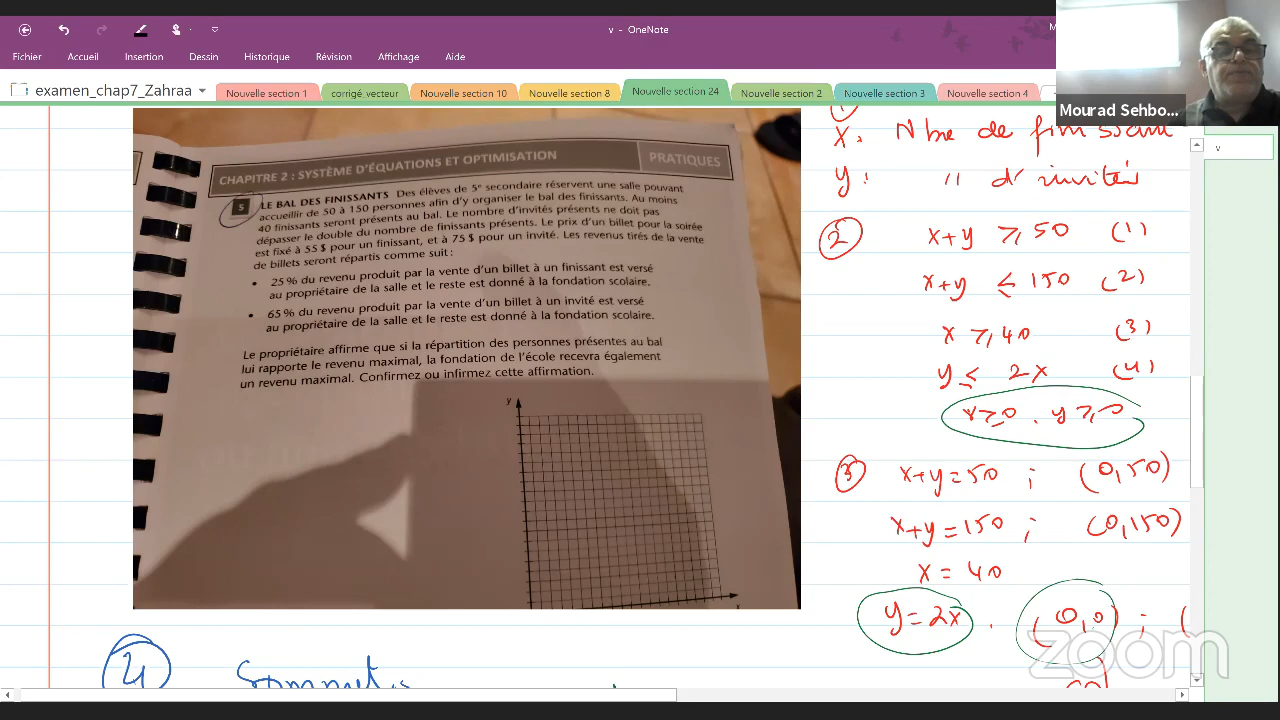 v - OneNote
Fichier Accueil Insertion Dessin Historique Révision Affichage Aide
examen_chap7_Zahraa
Nouvelle section 1 corrigé_vecteur Nouvelle section 10 Nouvelle section 8 Nouvelle section 24 Nouvelle section 2 Nouvelle section 3 Nouvelle section 4
Mourad Sehbo...
v
CHAPITRE 2 : SYSTÈME D'ÉQUATIONS ET OPTIMISATION PRATIQUES
5 LE BAL DES FINISSANTS Des élèves de 5e secondaire réservent une salle pouvant
accueillir de 50 à 150 personnes afin d'y organiser le bal des finissants. Au moins
40 finissants seront présents au bal. Le nombre d'invités présents ne doit pas
dépasser le double du nombre de finissants présents. Le prix d'un billet pour la soirée
est fixé à 55 $ pour un finissant, et à 75 $ pour un invité. Les revenus tirés de la vente
de billets seront répartis comme suit :
• 25 % du revenu produit par la vente d'un billet à un finissant est versé
au propriétaire de la salle et le reste est donné à la fondation scolaire.
• 65 % du revenu produit par la vente d'un billet à un invité est versé
au propriétaire de la salle et le reste est donné à la fondation scolaire.
Le propriétaire affirme que si la répartition des personnes présentes au bal
lui rapporte le revenu maximal, la fondation de l'école recevra également
un revenu maximal. Confirmez ou infirmez cette affirmation.
y
x : Nbre de finissant
y : " d'invités
2 x+y ≥ 50 (1)
x+y ≤ 150 (2)
x ≥ 40 (3)
y ≤ 2x (4)
x ≥ 0 , y ≥ 0
3 x+y = 50 ; (0,50)
x+y = 150 ; (0,150)
x = 40
y = 2x . (0,0) ; (
4 Sommets
zoom